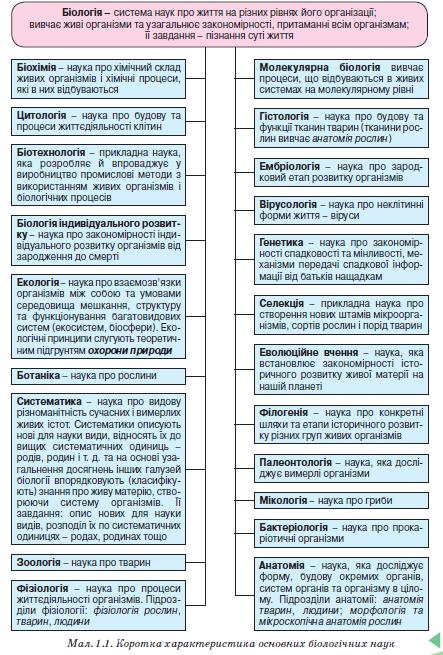 Біологія – система наук про життя на різних рівнях його організації;
вивчає живі організми та узагальнює закономірності, притаманні всім організмам;
її завдання – пізнання суті життя
Біохімія – наука про хімічний склад
живих організмів і хімічні процеси,
які в них відбуваються
Цитологія – наука про будову та
процеси життєдіяльності клітин
Біотехнологія – прикладна наука,
яка розробляє й впроваджує у
виробництво промислові методи з
використанням живих організмів і
біологічних процесів
Біологія індивідуального розвит-
ку – наука про закономірності інди-
відуального розвитку організмів від
зародження до смерті
Екологія – наука про взаємозв'язки
організмів між собою та умовами
середовища мешкання, структуру
та функціонування багатовидових
систем (екосистем, біосфери). Еко-
логічні принципи слугують теоретич-
ним підґрунтям охорони природи
Ботаніка – наука про рослини
Систематика – наука про видову
різноманітність сучасних і вимерлих
живих істот. Систематики описують
нові для науки види, відносять їх до
вищих систематичних одиниць –
родів, родин і т. д. та на основі уза-
гальнення досягнень інших галузей
біології впорядковують (класифіку-
ють) знання про живу матерію, ство-
рюючи систему організмів. Її
завдання: опис нових для науки
видів, розподіл їх по систематичних
одиницях – родах, родинах тощо
Зоологія – наука про тварин
Фізіологія – наука про процеси
життєдіяльності організмів. Підроз-
діли фізіології: фізіологія рослин,
тварин, людини
Молекулярна біологія вивчає
процеси, що відбуваються в живих
системах на молекулярному рівні
Гістологія – наука про будову та
функції тканин тварин (тканини рос-
лин вивчає анатомія рослин)
Ембріологія – наука про зарод-
ковий етап розвитку організмів
Вірусологія – наука про неклітинні
форми життя – віруси
Генетика – наука про закономір-
ності спадковості та мінливості, ме-
ханізми передачі спадкової інфор-
мації від батьків нащадкам
Селекція – прикладна наука про
створення нових штамів мікроорга-
нізмів, сортів рослин і порід тварин
Еволюційне вчення – наука, яка
встановлює закономірності істо-
ричного розвитку живої матерії на
нашій планеті
Філогенія – наука про конкретні
шляхи та етапи історичного розвит-
ку різних груп живих організмів
Палеонтологія – наука, яка дослі-
джує вимерлі організми
Мікологія – наука про гриби
Бактеріологія – наука про прока-
ріотичні організми
Анатомія – наука, яка досліджує
форму, будову окремих органів,
систем органів та організму в ціло-
му. Підрозділи анатомії: анатомія
тварин, людини; морфологія та
мікроскопічна анатомія рослин
Мал. 1.1. Коротка характеристика основних біологічних наук